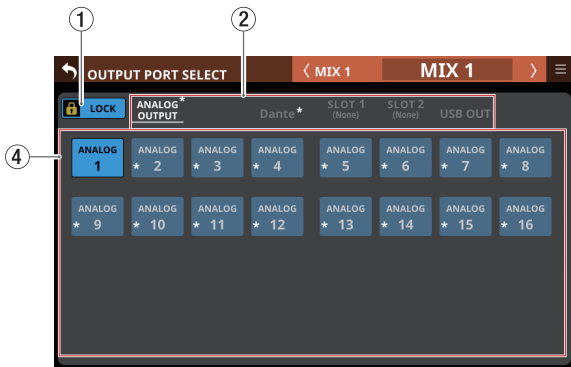 1 2
OUTPUT PORT SELECT 〈 MIX 1 MIX 1 〉
LOCK ANALOG* OUTPUT Dante* SLOT 1 (None) SLOT 2 (None) USB OUT
4
ANALOG 1 ANALOG * 2 ANALOG * 3 ANALOG * 4 ANALOG * 5 ANALOG * 6 ANALOG * 7 ANALOG * 8
ANALOG * 9 ANALOG * 10 ANALOG * 11 ANALOG * 12 ANALOG * 13 ANALOG * 14 ANALOG * 15 ANALOG * 16